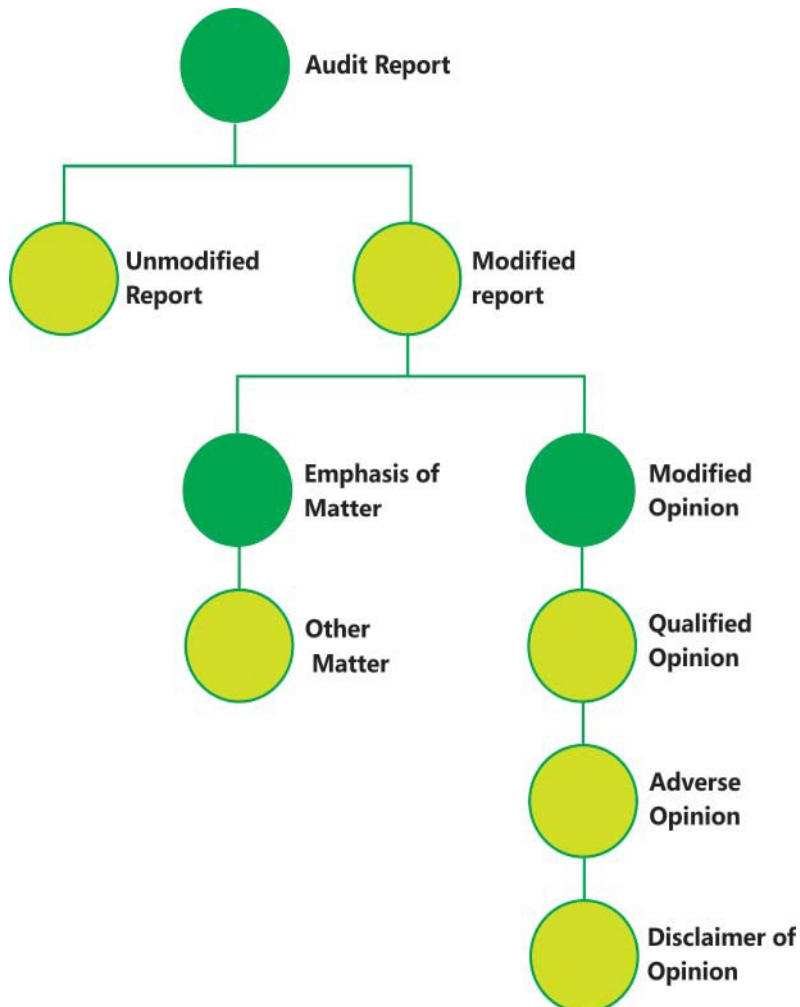 Audit Report
Unmodified
Report
Modified
report
Emphasis of
Matter
Modified
Opinion
Other
Matter
Qualified
Opinion
Adverse
Opinion
Disclaimer of
Opinion